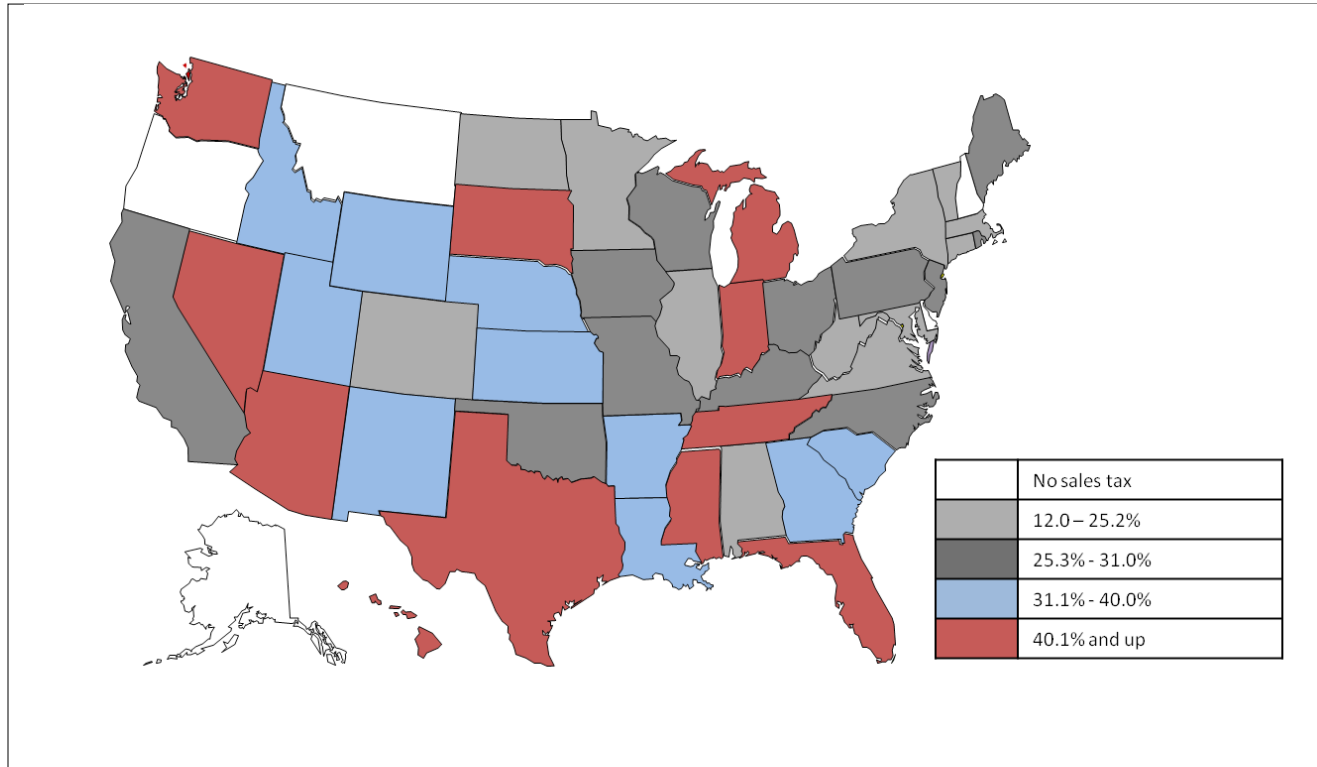 No sales tax
12.0 – 25.2%
25.3% - 31.0%
31.1% - 40.0%
40.1% and up